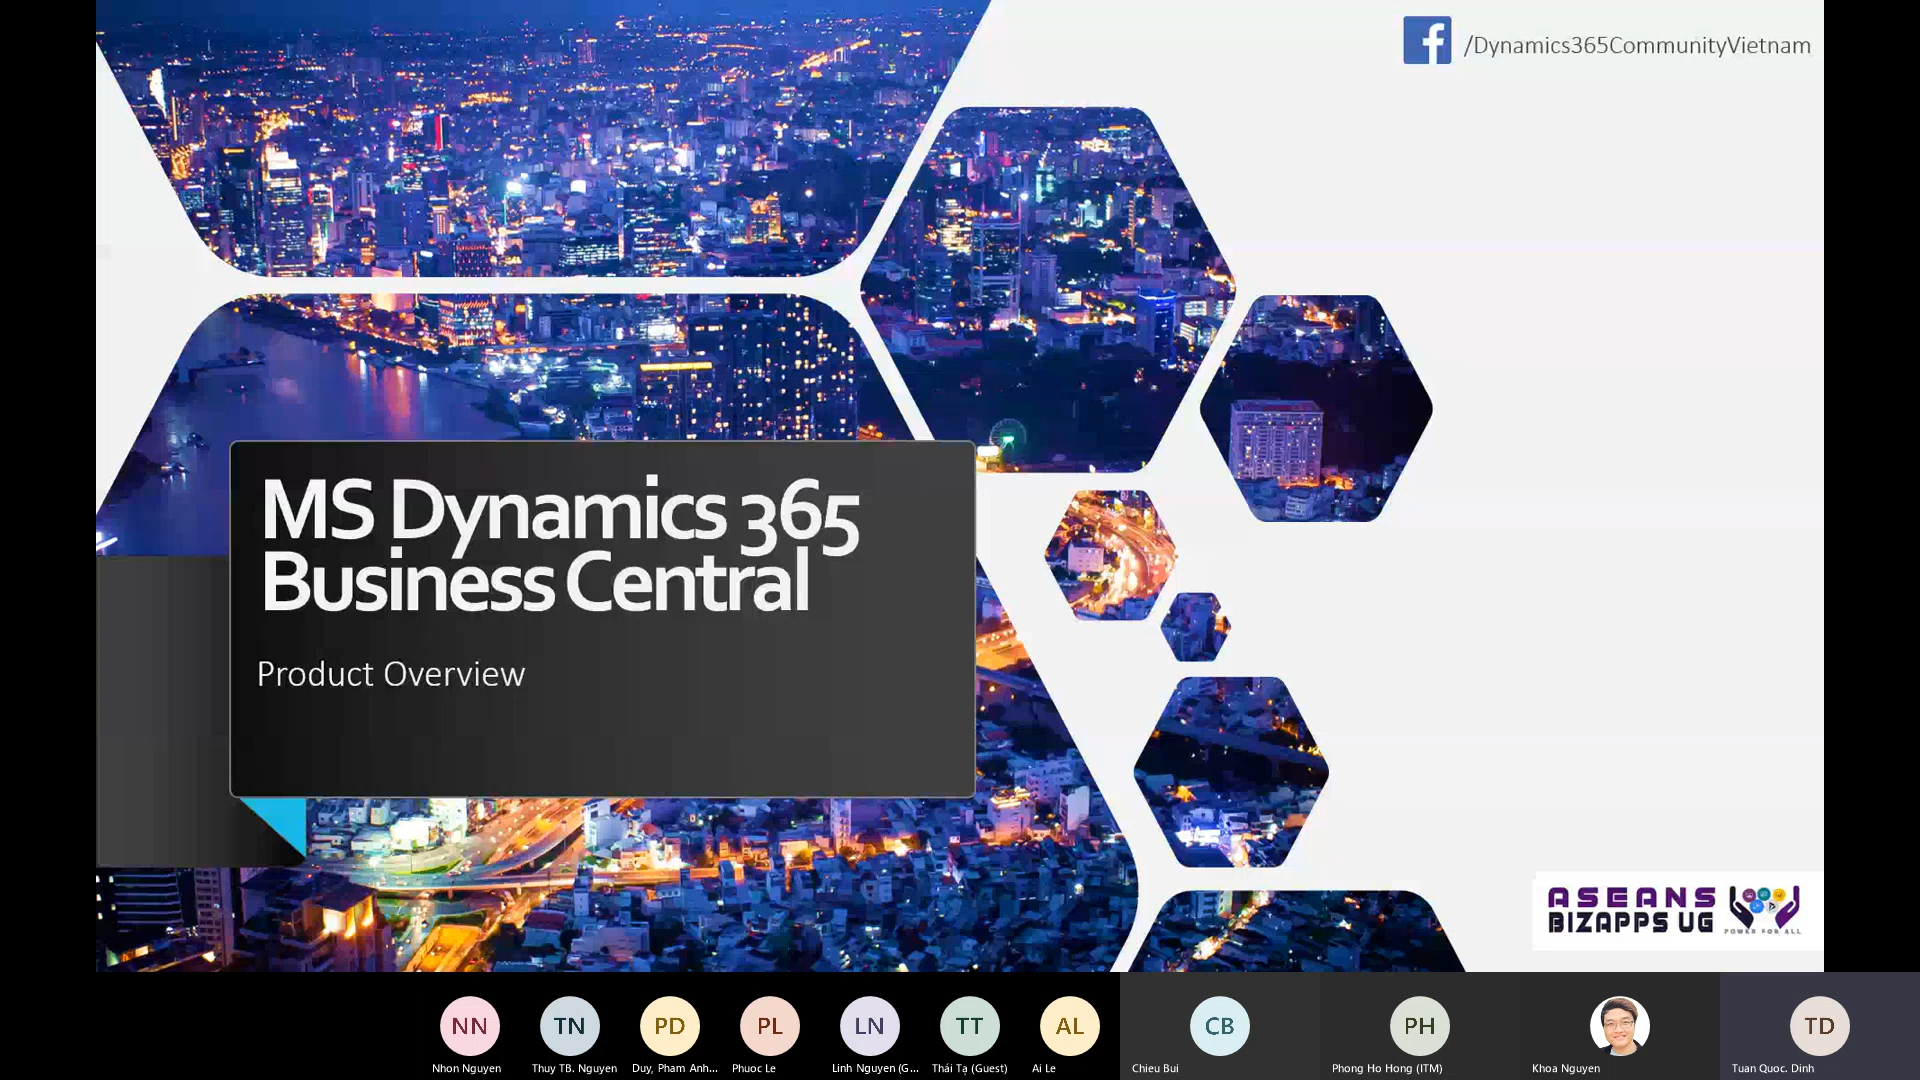 /Dynamics365CommunityVietnam
MS Dynamics 365
Business Central
Product Overview
ASEANS
BIZAPPS UG
POWER FOR ALL
NN
TN
PD
PL
LN
TT
AL
CB
PH
TD
Nhon Nguyen
Thuy TB. Nguyen
Duy, Pham Anh...
Phuoc Le
Linh Nguyen (G...
Thái Tạ (Guest)
Ai Le
Chieu Bui
Phong Ho Hong (ITM)
Khoa Nguyen
Tuan Quoc. Dinh